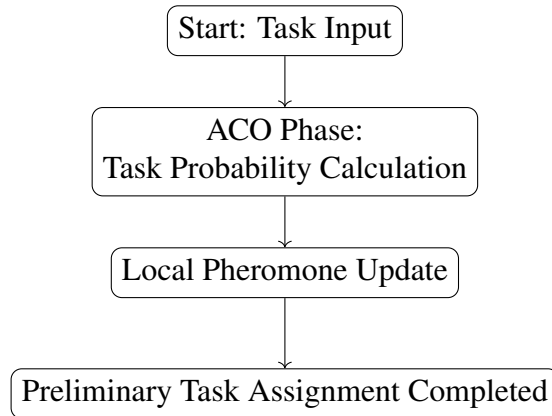 Start: Task Input
ACO Phase:
Task Probability Calculation
Local Pheromone Update
Preliminary Task Assignment Completed